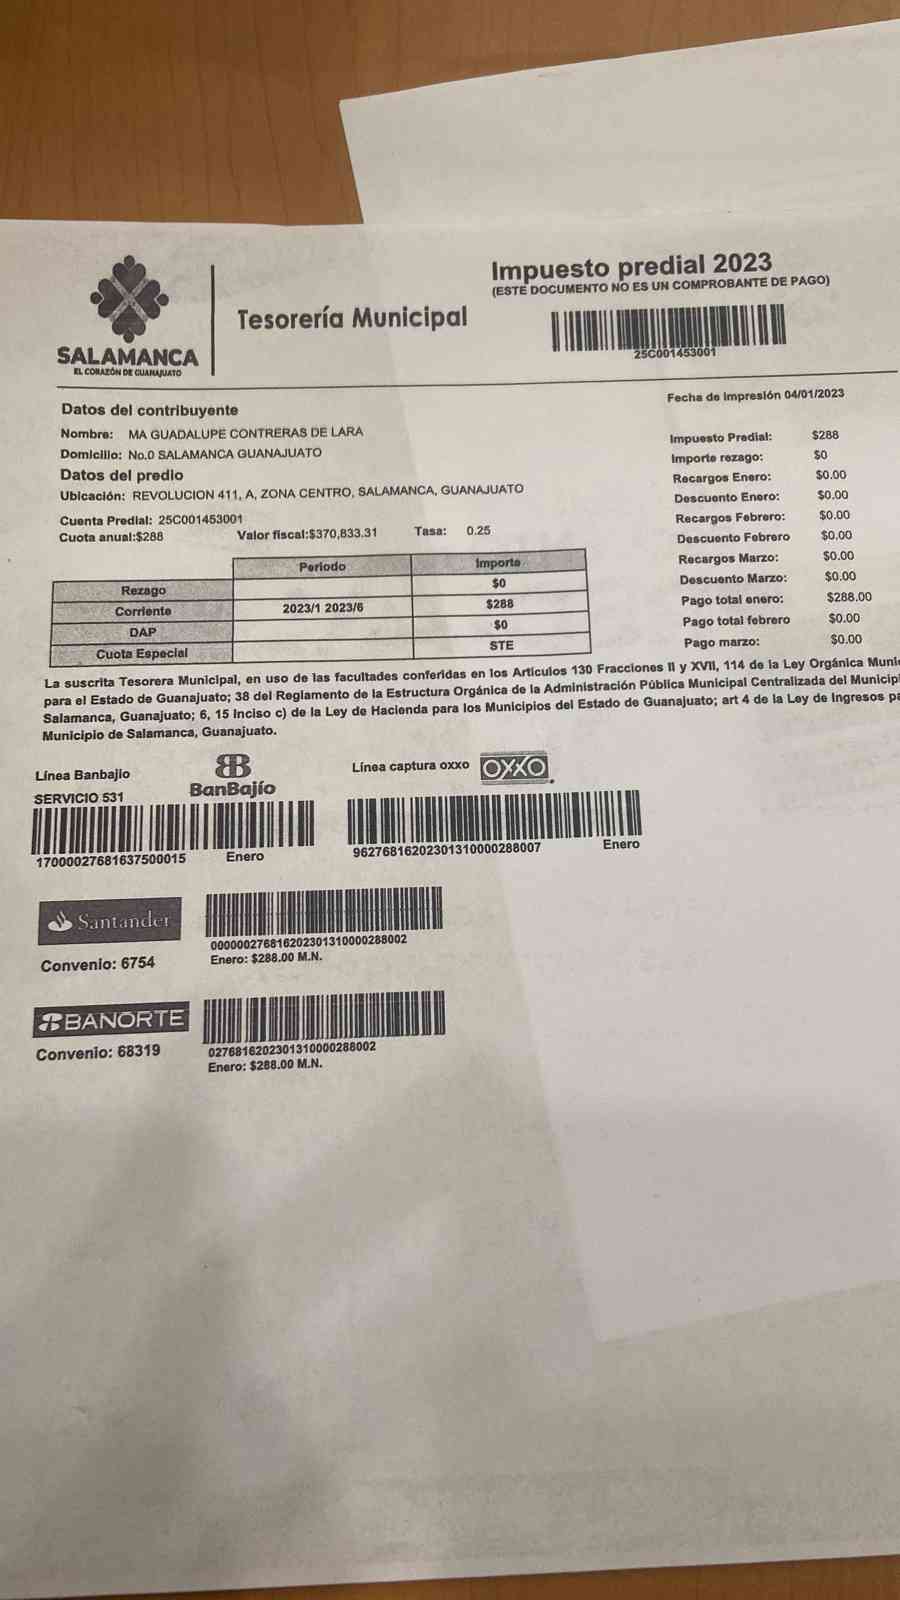 Impuesto predial 2023
(ESTE DOCUMENTO NO ES UN COMPROBANTE DE PAGO)
Tesorería Municipal
SALAMANCA
EL CORAZÓN DE GUANAJUATO
25C001453001
Fecha de impresión 04/01/2023
Datos del contribuyente
Nombre: MA GUADALUPE CONTRERAS DE LARA
Domicilio: No.0 SALAMANCA GUANAJUATO
Datos del predio
Ubicación: REVOLUCION 411, A, ZONA CENTRO, SALAMANCA, GUANAJUATO
Cuenta Predial: 25C001453001
Cuota anual:$288 Valor fiscal:$370,833.31 Tasa: 0.25
Impuesto Predial: $288
Importe rezago: $0
Recargos Enero: $0.00
Descuento Enero: $0.00
Recargos Febrero: $0.00
Descuento Febrero $0.00
Recargos Marzo: $0.00
Descuento Marzo: $0.00
Pago total enero: $288.00
Pago total febrero $0.00
Pago marzo: $0.00
Periodo Importe
Rezago $0
Corriente 2023/1 2023/6 $288
DAP $0
Cuota Especial STE
La suscrita Tesorera Municipal, en uso de las facultades conferidas en los Artículos 130 Fracciones II y XVII, 114 de la Ley Orgánica Muni
para el Estado de Guanajuato; 38 del Reglamento de la Estructura Orgánica de la Administración Pública Municipal Centralizada del Municip
Salamanca, Guanajuato; 6, 15 Inciso c) de la Ley de Hacienda para los Municipios del Estado de Guanajuato; art 4 de la Ley de Ingresos pa
Municipio de Salamanca, Guanajuato.
Línea Banbajio
BanBajío
SERVICIO 531
17000027681637500015 Enero
Línea captura oxxo OXXO
96276816202301310000288007 Enero
Santander
Convenio: 6754
000000276816202301310000288002
Enero: $288.00 M.N.
BANORTE
Convenio: 68319
0276816202301310000288002
Enero: $288.00 M.N.